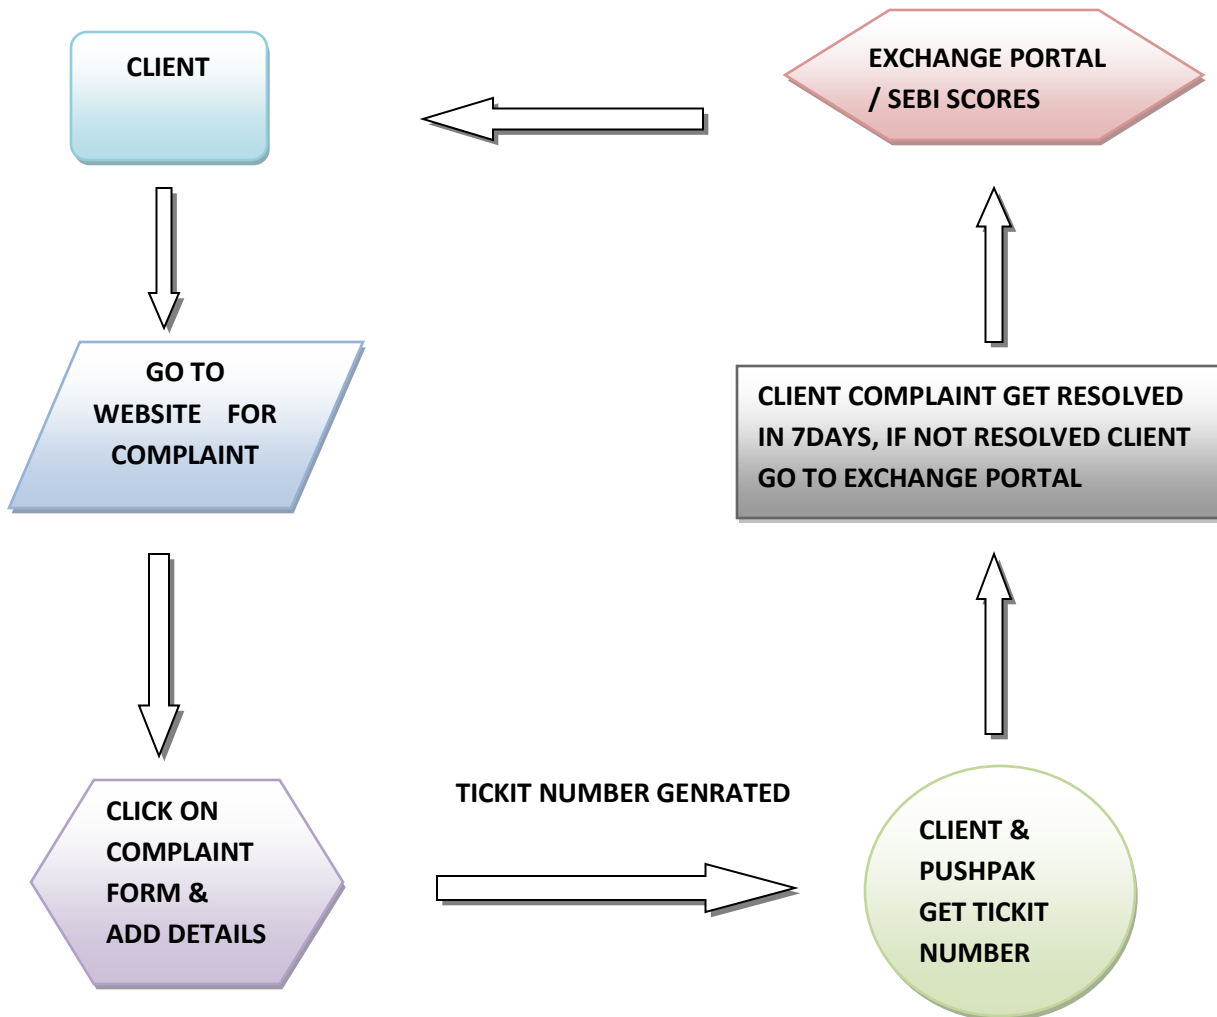 CLIENT
EXCHANGE PORTAL
/ SEBI SCORES
GO TO
WEBSITE FOR
COMPLAINT
CLIENT COMPLAINT GET RESOLVED
IN 7DAYS, IF NOT RESOLVED CLIENT
GO TO EXCHANGE PORTAL
CLICK ON
COMPLAINT
FORM &
ADD DETAILS
TICKIT NUMBER GENRATED
CLIENT &
PUSHPAK
GET TICKIT
NUMBER